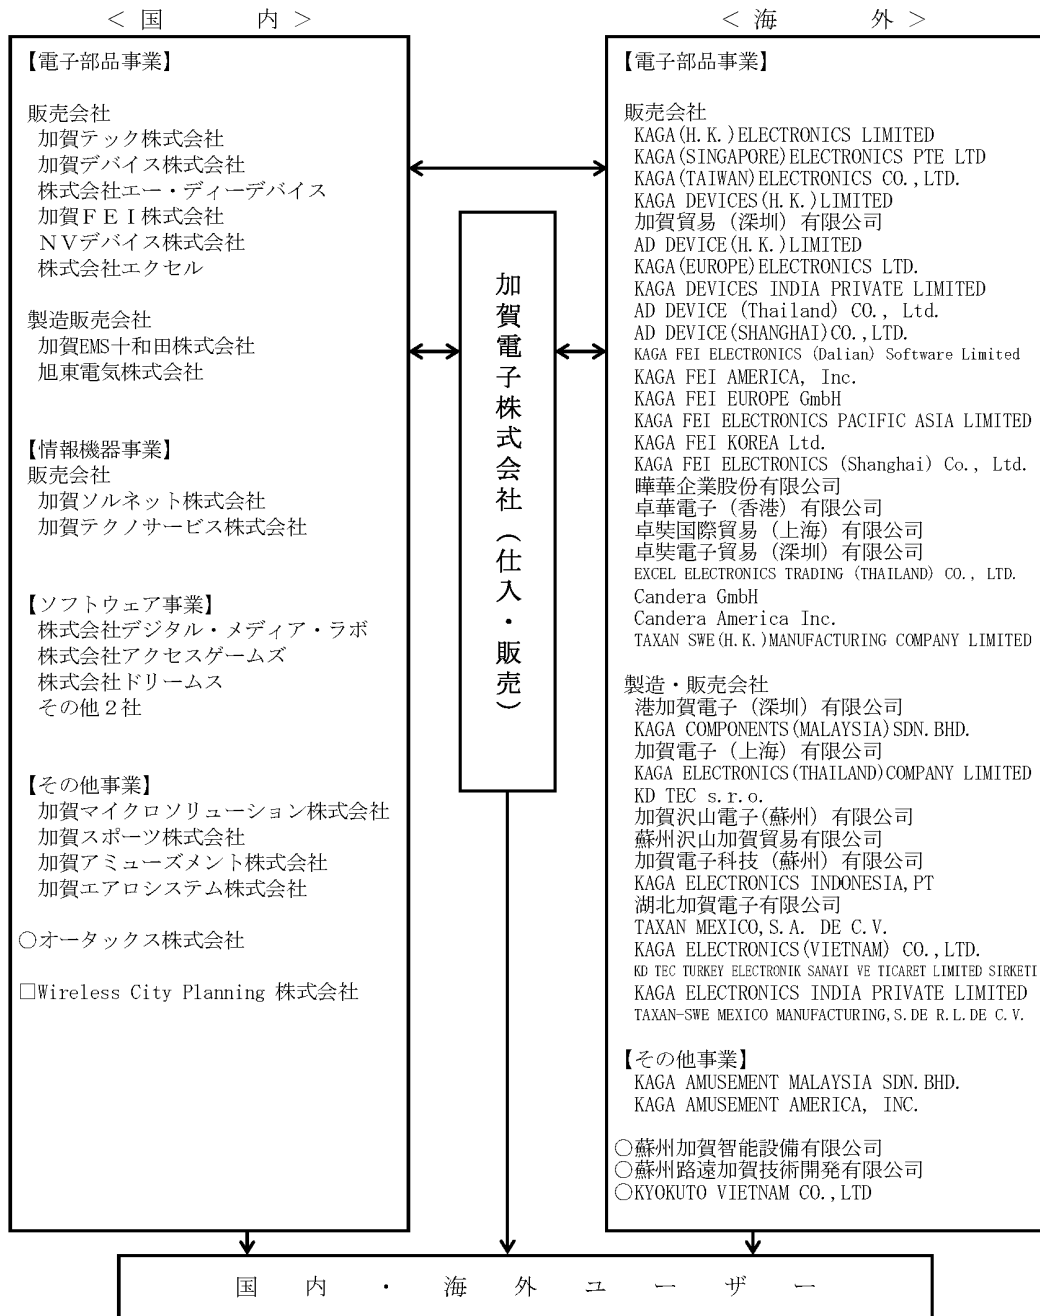 ＜国　　　内＞
【電子部品事業】
販売会社
加賀テック株式会社
加賀デバイス株式会社
株式会社エー・ディーデバイス
加賀ＦＥＩ株式会社
ＮＶデバイス株式会社
株式会社エクセル
製造販売会社
加賀EMS十和田株式会社
旭東電気株式会社
【情報機器事業】
販売会社
加賀ソルネット株式会社
加賀テクノサービス株式会社
【ソフトウェア事業】
株式会社デジタル・メディア・ラボ
株式会社アクセスゲームズ
株式会社ドリームス
その他２社
【その他事業】
加賀マイクロソリューション株式会社
加賀スポーツ株式会社
加賀アミューズメント株式会社
加賀エアロシステム株式会社
○オータックス株式会社
□Wireless City Planning 株式会社
加賀電子株式会社（仕入・販売）
＜海　　　外＞
【電子部品事業】
販売会社
KAGA(H.K.)ELECTRONICS LIMITED
KAGA(SINGAPORE)ELECTRONICS PTE LTD
KAGA(TAIWAN)ELECTRONICS CO.,LTD.
KAGA DEVICES(H.K.)LIMITED
加賀貿易（深圳）有限公司
AD DEVICE(H.K.)LIMITED
KAGA(EUROPE)ELECTRONICS LTD.
KAGA DEVICES INDIA PRIVATE LIMITED
AD DEVICE (Thailand) CO., Ltd.
AD DEVICE(SHANGHAI)CO.,LTD.
KAGA FEI ELECTRONICS (Dalian) Software Limited
KAGA FEI AMERICA, Inc.
KAGA FEI EUROPE GmbH
KAGA FEI ELECTRONICS PACIFIC ASIA LIMITED
KAGA FEI KOREA Ltd.
KAGA FEI ELECTRONICS (Shanghai) Co., Ltd.
曄華企業股份有限公司
卓華電子（香港）有限公司
卓奘国際貿易（上海）有限公司
卓奘電子貿易（深圳）有限公司
EXCEL ELECTRONICS TRADING (THAILAND) CO., LTD.
Candera GmbH
Candera America Inc.
TAXAN SWE(H.K.)MANUFACTURING COMPANY LIMITED
製造・販売会社
港加賀電子（深圳）有限公司
KAGA COMPONENTS(MALAYSIA)SDN.BHD.
加賀電子（上海）有限公司
KAGA ELECTRONICS(THAILAND)COMPANY LIMITED
KD TEC s.r.o.
加賀沢山電子(蘇州）有限公司
蘇州沢山加賀貿易有限公司
加賀電子科技（蘇州）有限公司
KAGA ELECTRONICS INDONESIA,PT
湖北加賀電子有限公司
TAXAN MEXICO,S.A. DE C.V.
KAGA ELECTRONICS(VIETNAM) CO.,LTD.
KD TEC TURKEY ELECTRONIK SANAYI VE TICARET LIMITED SIRKETI
KAGA ELECTRONICS INDIA PRIVATE LIMITED
TAXAN-SWE MEXICO MANUFACTURING,S.DE R.L.DE C.V.
【その他事業】
KAGA AMUSEMENT MALAYSIA SDN.BHD.
KAGA AMUSEMENT AMERICA, INC.
○蘇州加賀智能設備有限公司
○蘇州路遠加賀技術開発有限公司
○KYOKUTO VIETNAM CO.,LTD
国　内　・　海　外　ユ　ー　ザ　ー